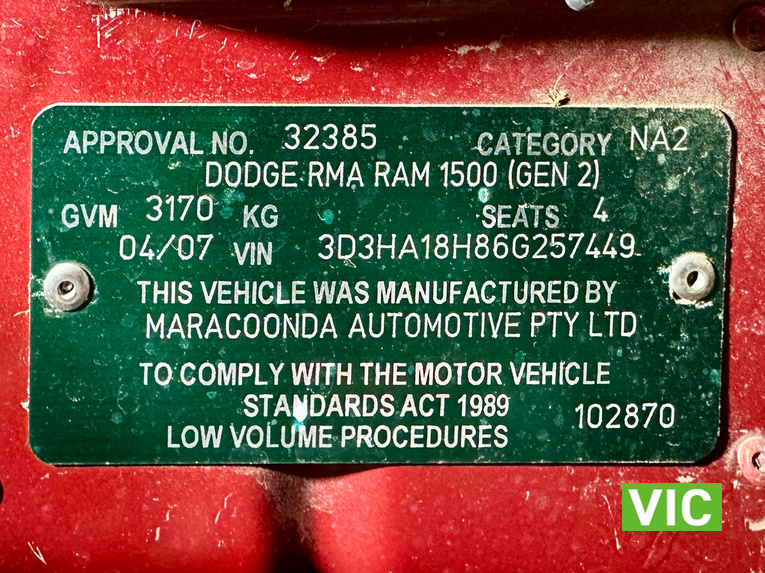 APPROVAL NO. 32385 CATEGORY NA2
DODGE RMA RAM 1500 (GEN 2)
GVM 3170 KG SEATS 4
04/07 VIN 3D3HA18H86G257449
THIS VEHICLE WAS MANUFACTURED BY
MARACOONDA AUTOMOTIVE PTY LTD
TO COMPLY WITH THE MOTOR VEHICLE
STANDARDS ACT 1989 102870
LOW VOLUME PROCEDURES
VIC